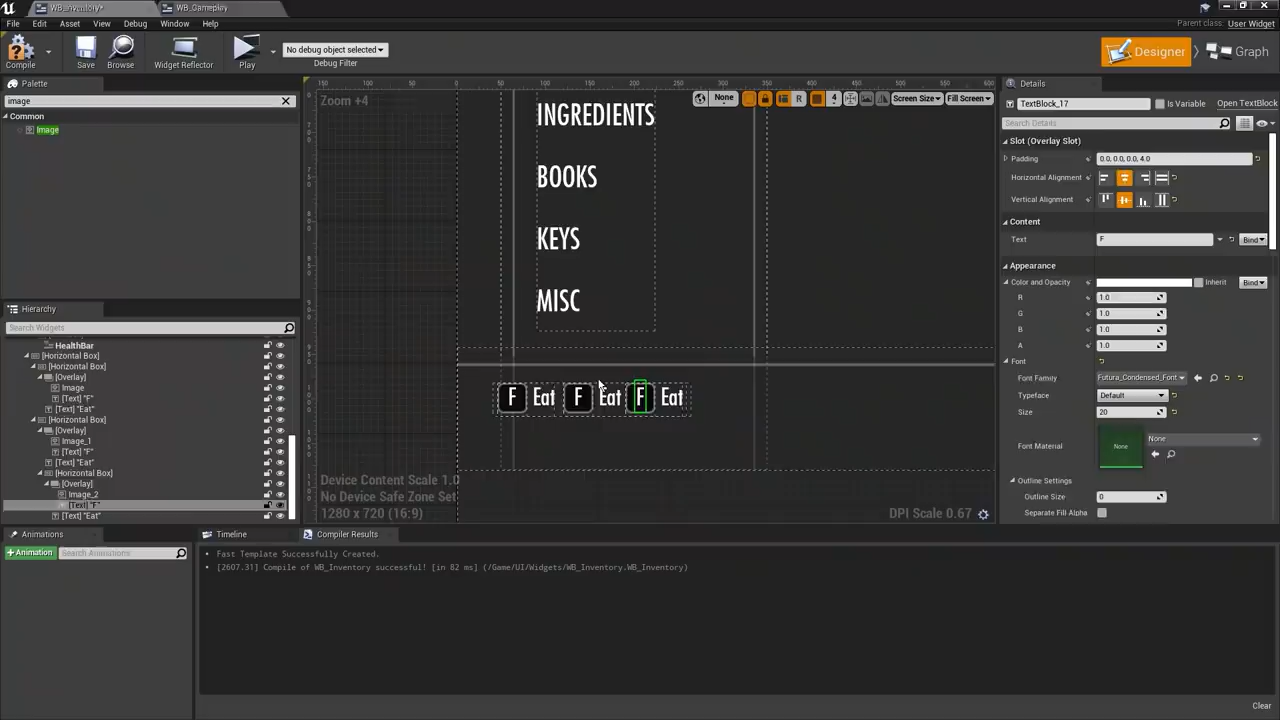 WB_Inventory*
WB_Gameplay
File Edit Asset View Debug Window Help
Parent class: User Widget
Compile
Save
Browse
Widget Reflector
Play
No debug object selected
Debug Filter
Designer
Graph
Palette
image
Common
Image
Hierarchy
Search Widgets
HealthBar
[Horizontal Box]
[Horizontal Box]
[Overlay]
Image
[Text] "F"
[Text] "Eat"
[Horizontal Box]
[Overlay]
Image_1
[Text] "F"
[Text] "Eat"
[Horizontal Box]
[Overlay]
Image_2
[Text] "F"
[Text] "Eat"
Zoom +4
None
R
4
Screen Size
Fill Screen
INGREDIENTS
BOOKS
KEYS
MISC
F Eat F Eat F Eat
Device Content Scale 1.0
No Device Safe Zone Set
1280 x 720 (16:9)
DPI Scale 0.67
Details
TextBlock_17
Is Variable
Open TextBlock
Search Details
Slot (Overlay Slot)
Padding 0.0, 0.0, 0.0, 4.0
Horizontal Alignment
Vertical Alignment
Content
Text F Bind
Appearance
Color and Opacity Inherit Bind
R 1.0
G 1.0
B 1.0
A 1.0
Font
Font Family Futura_Condensed_Font
Typeface Default
Size 20
Font Material None None
Outline Settings
Outline Size 0
Separate Fill Alpha
Animations
+Animation
Search Animations
Timeline
Compiler Results
Fast Template Successfully Created.
[2607.31] Compile of WB_Inventory successful! [in 82 ms] (/Game/UI/Widgets/WB_Inventory.WB_Inventory)
Clear